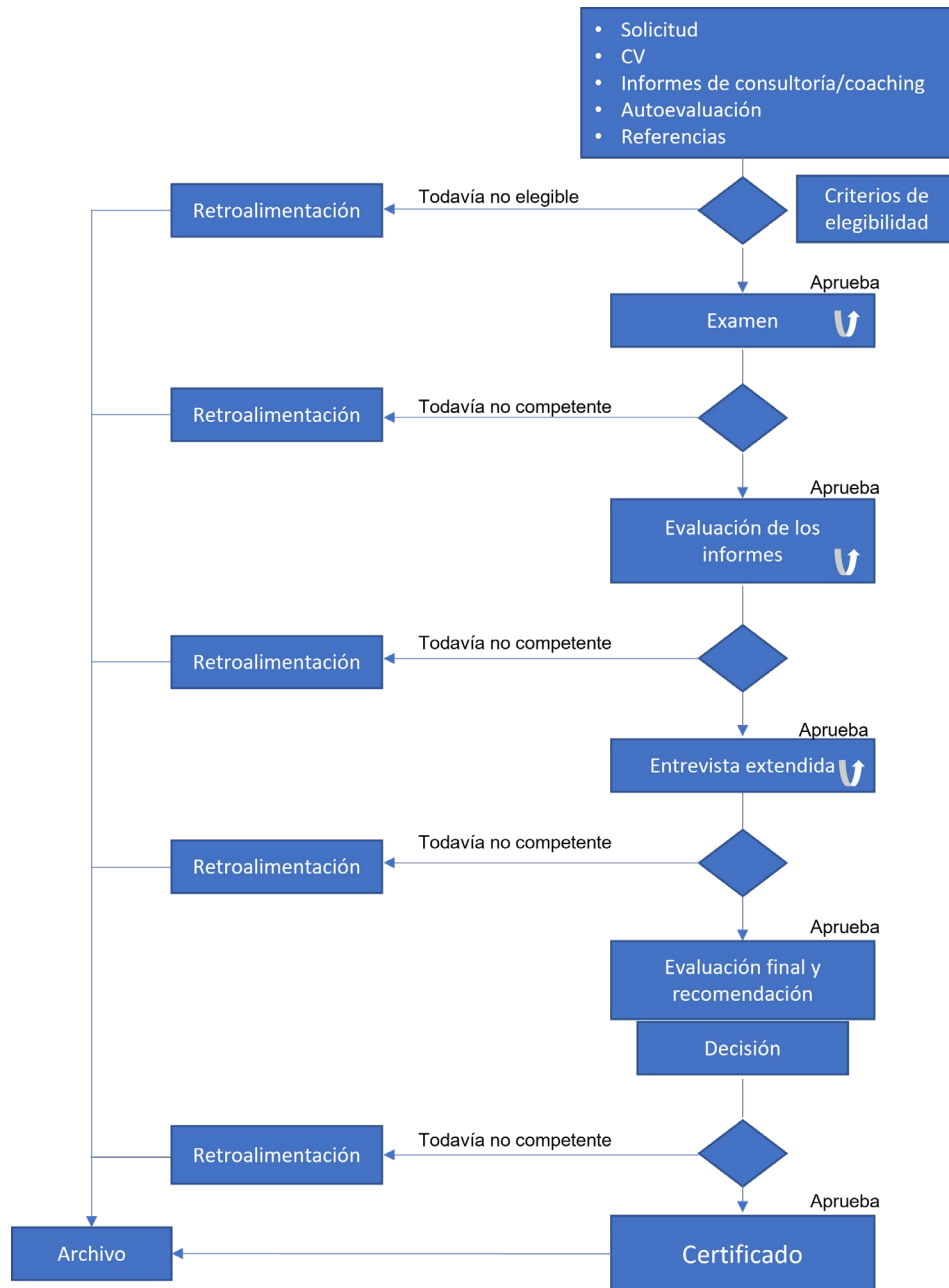 • Solicitud
• CV
• Informes de consultoría/coaching
• Autoevaluación
• Referencias
Retroalimentación
Todavía no elegible
Criterios de
elegibilidad
Aprueba
Examen
Retroalimentación
Todavía no competente
Aprueba
Evaluación de los
informes
Retroalimentación
Todavía no competente
Aprueba
Entrevista extendida
Retroalimentación
Todavía no competente
Aprueba
Evaluación final y
recomendación
Decisión
Retroalimentación
Todavía no competente
Aprueba
Archivo
Certificado